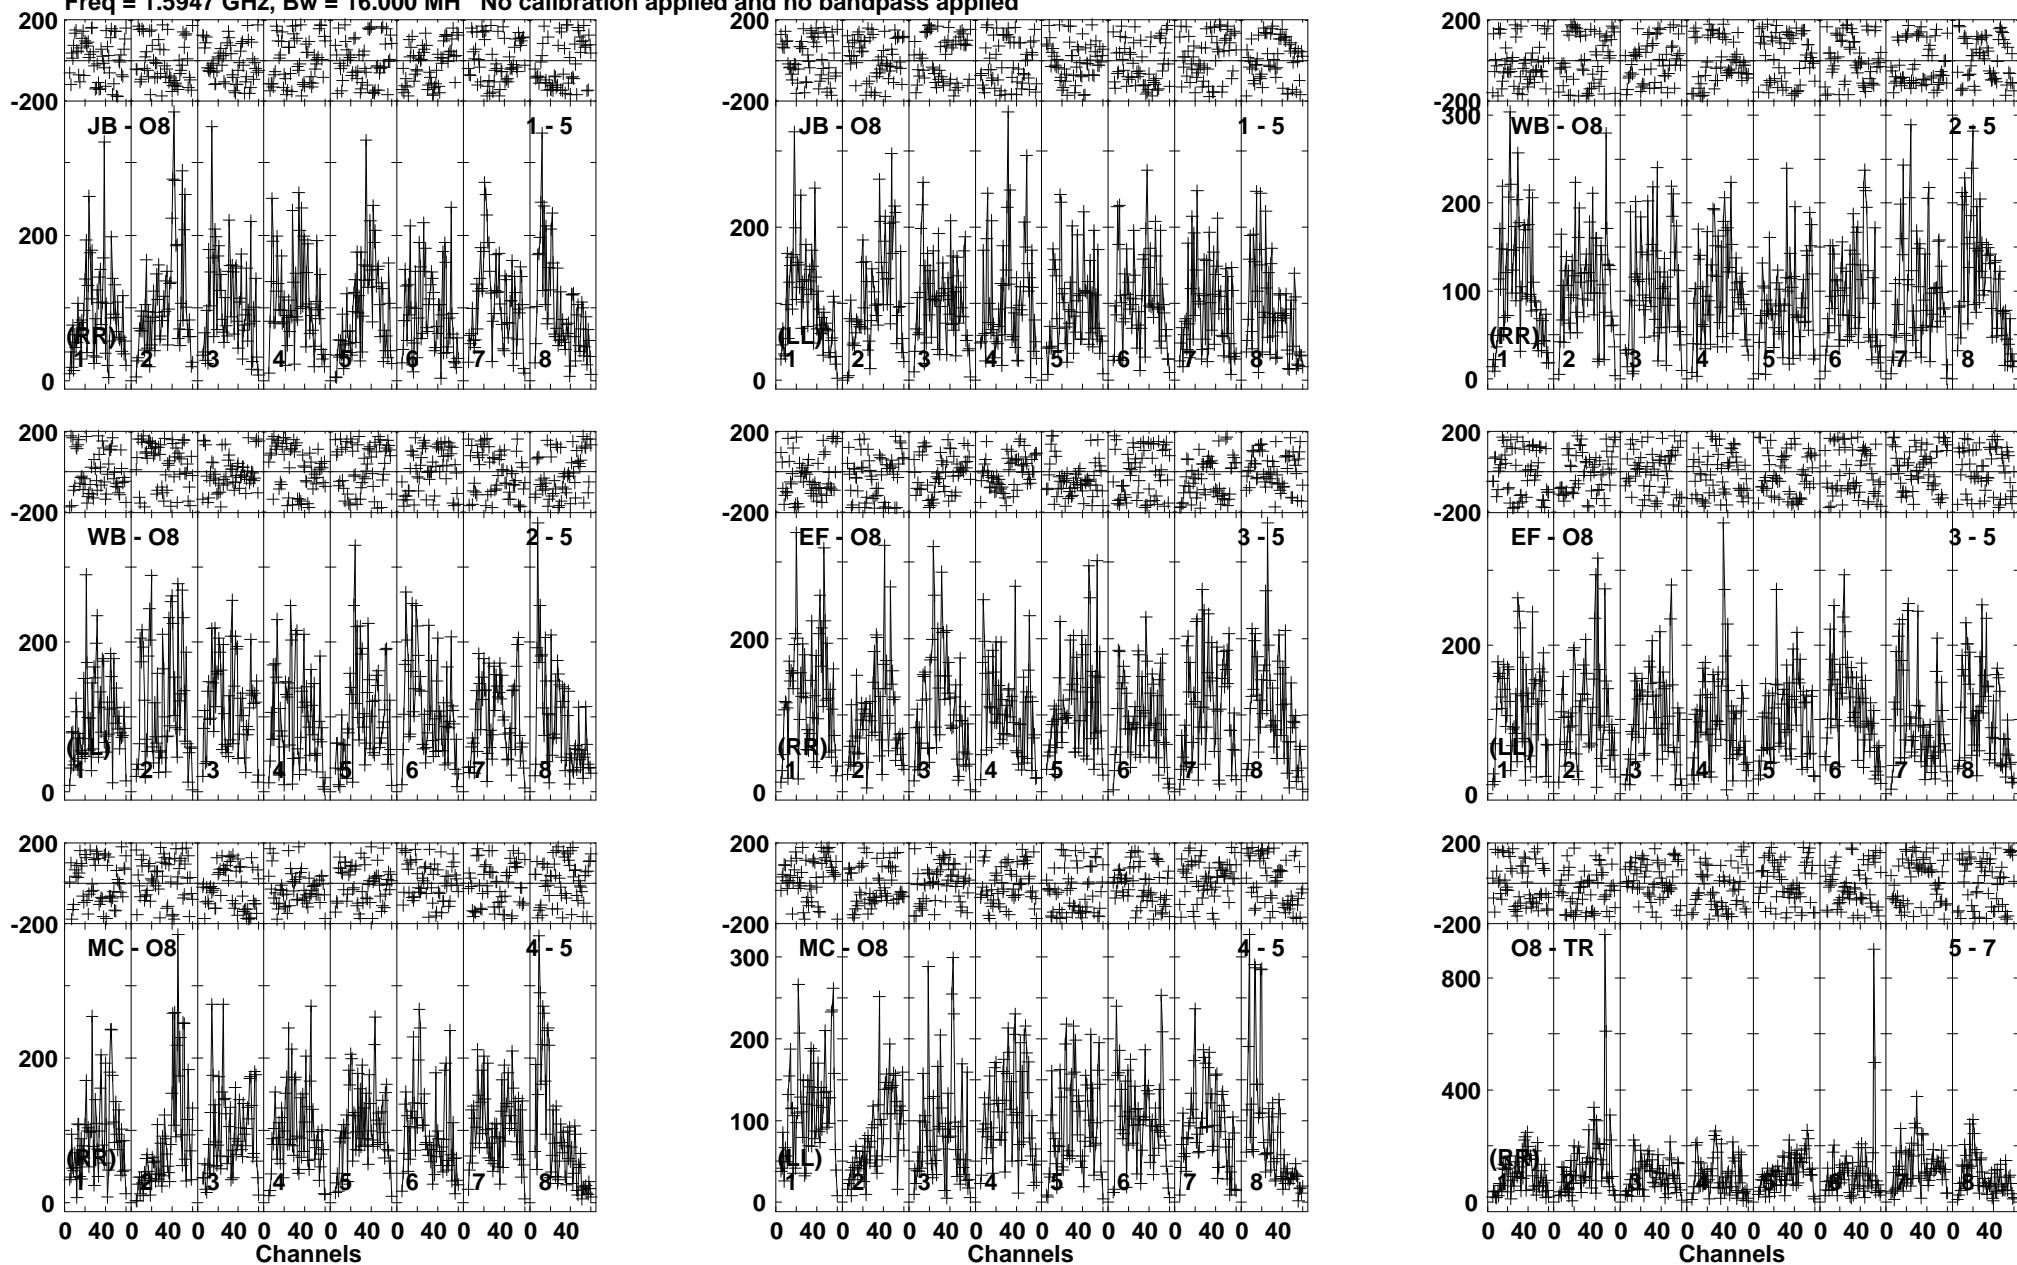 Freq = 1.5947 GHz, Bw = 16.000 MH No calibration applied and no bandpass applied
200 200 200
-200 -200 -200
JB - O8 1 - 5 JB - O8 1 - 5 300 WB - O8 2 - 5
200 200 200
100
(RR) (LL) (RR)
1 2 3 4 5 6 7 8 1 2 3 4 5 6 7 8 1 2 3 4 5 6 7 8
0 0 0
200 200 200
-200 -200 -200
WB - O8 2 - 5 EF - O8 3 - 5 EF - O8 3 - 5
200 200 200
(LL) (RR) (LL)
1 2 3 4 5 6 7 8 1 2 3 4 5 6 7 8 1 2 3 4 5 6 7 8
0 0 0
200 200 200
-200 -200 -200
MC - O8 4 - 5 MC - O8 4 - 5 O8 - TR 5 - 7
300 800
200 200 400
100 200
(RR) (LL) (RR)
1 2 3 4 5 6 7 8 1 2 3 4 5 6 7 8 1 2 3 4 5 6 7 8
0 0 0
0 40 0 40 0 40 0 40 0 40 0 40 0 40 0 40 0 40 0 40 0 40 0 40 0 40 0 40 0 40 0 40 0 40 0 40 0 40 0 40 0 40 0 40 0 40 0 40
Channels Channels Channels